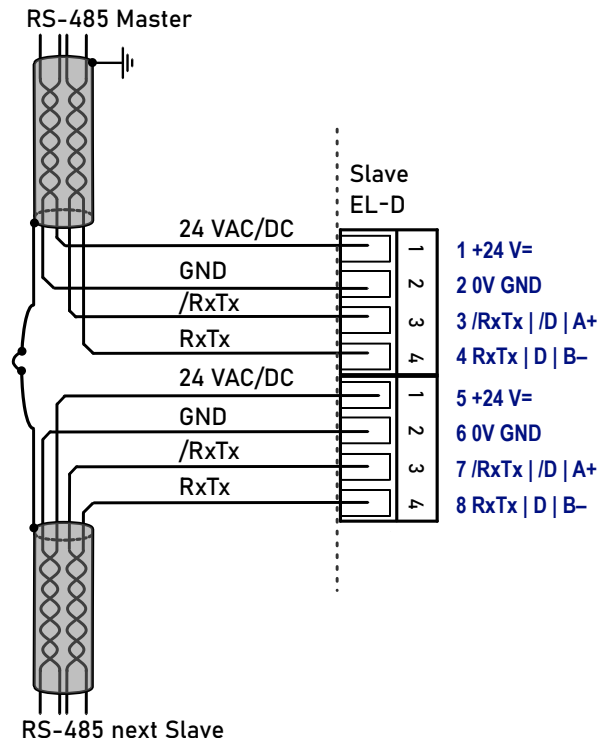 RS-485 Master
Slave
EL-D
24 VAC/DC
1
1 +24 V=
GND
2
2 0V GND
/RxTx
3
3 /RxTx | /D | A+
RxTx
4
4 RxTx | D | B–
24 VAC/DC
1
5 +24 V=
GND
2
6 0V GND
/RxTx
3
7 /RxTx | /D | A+
RxTx
4
8 RxTx | D | B–
RS-485 next Slave